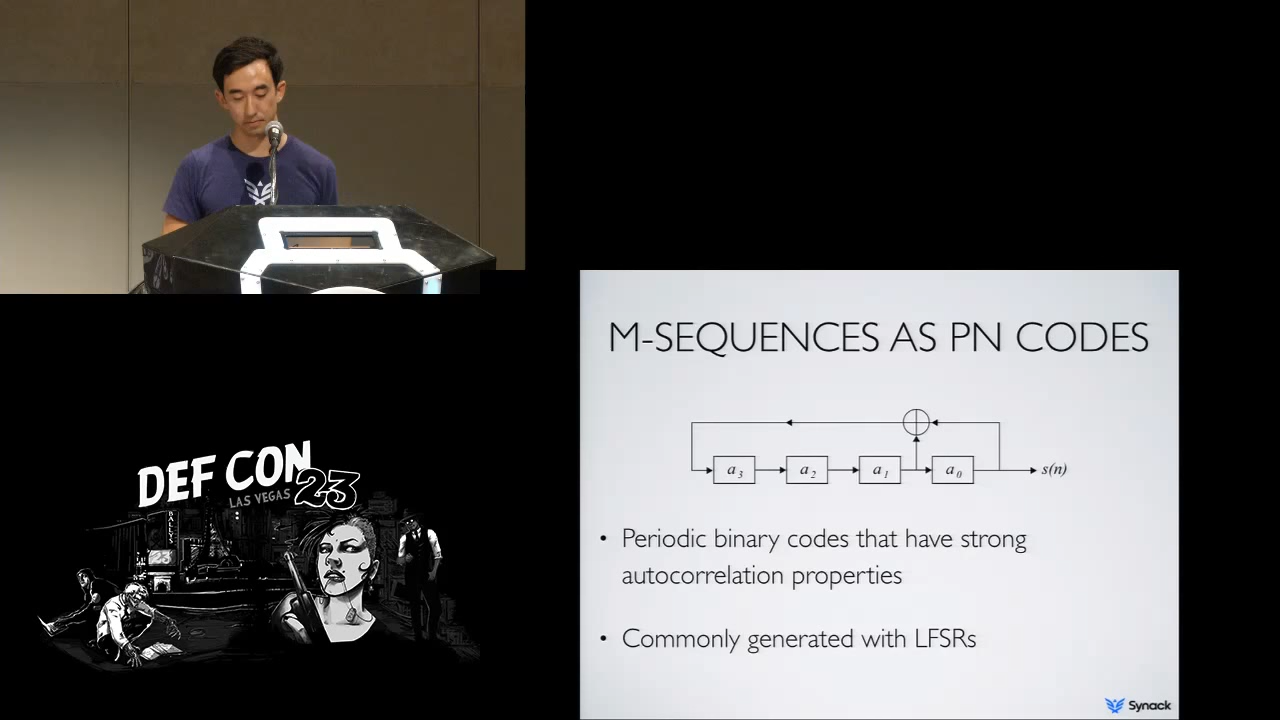 M-SEQUENCES AS PN CODES
a3
a2
a1
a0
s(n)
• Periodic binary codes that have strong
autocorrelation properties
• Commonly generated with LFSRs
Synack
DEF CON
LAS VEGAS 23
BALLYS